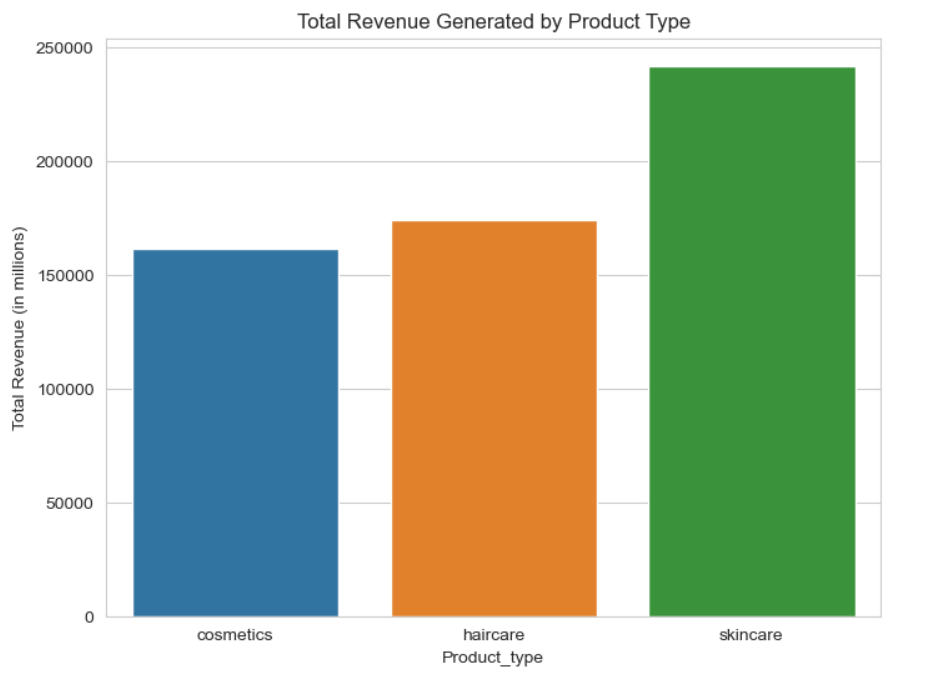 Total Revenue Generated by Product Type
Total Revenue (in millions)
250000
200000
150000
100000
50000
0
cosmetics haircare skincare
Product_type